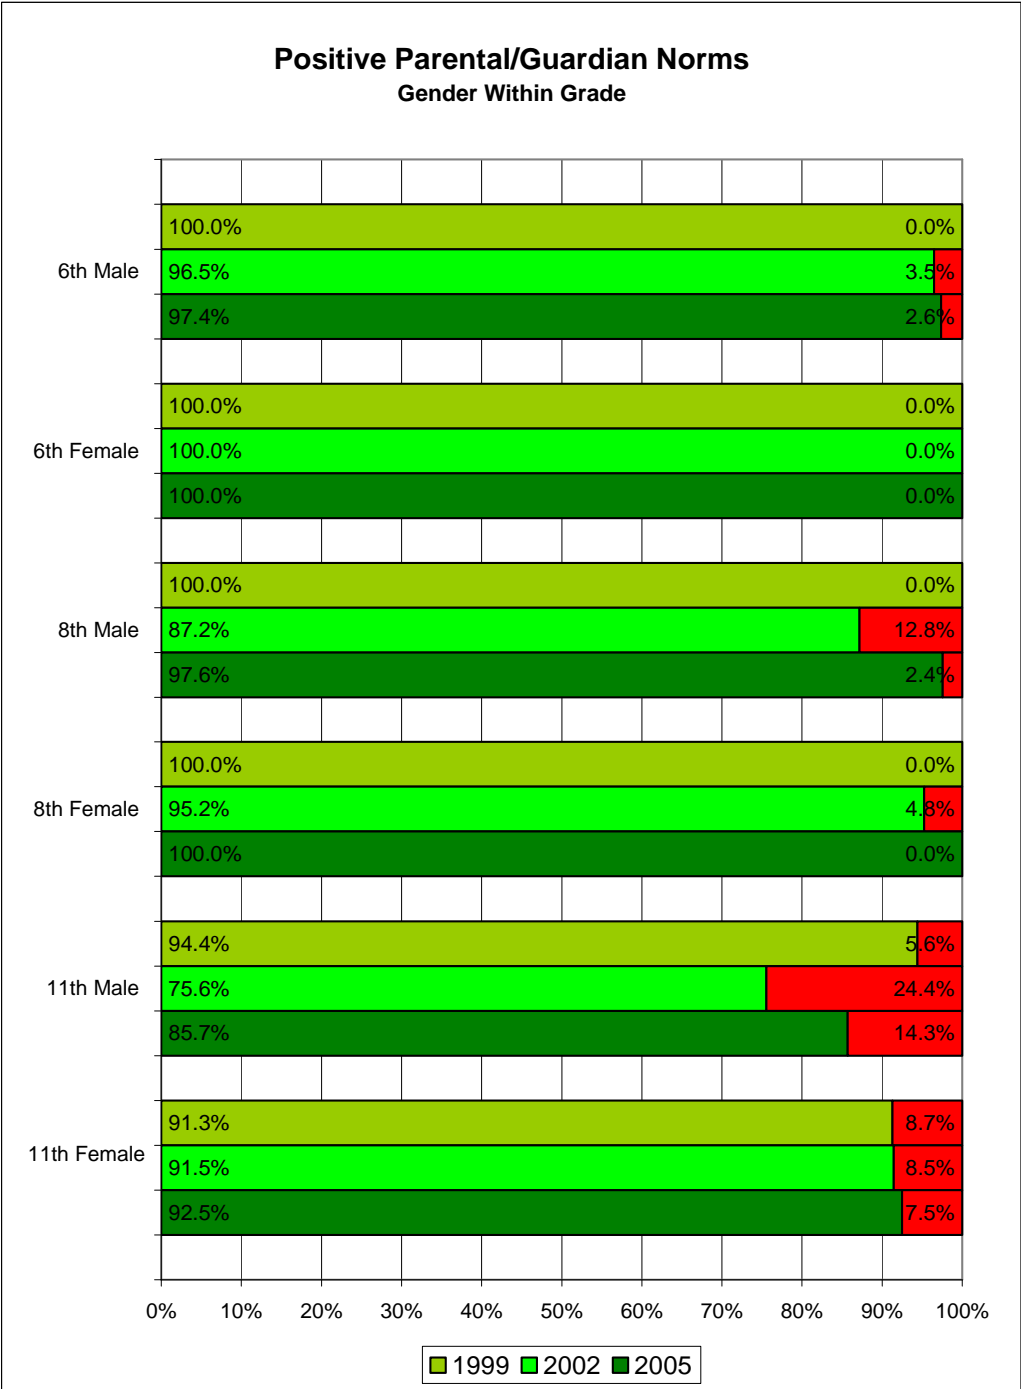 Positive Parental/Guardian Norms
Gender Within Grade
100.0% 0.0%
6th Male 96.5% 3.5%
97.4% 2.6%
100.0% 0.0%
6th Female 100.0% 0.0%
100.0% 0.0%
100.0% 0.0%
8th Male 87.2% 12.8%
97.6% 2.4%
100.0% 0.0%
8th Female 95.2% 4.8%
100.0% 0.0%
94.4% 5.6%
11th Male 75.6% 24.4%
85.7% 14.3%
91.3% 8.7%
11th Female 91.5% 8.5%
92.5% 7.5%
0% 10% 20% 30% 40% 50% 60% 70% 80% 90% 100%
1999 2002 2005